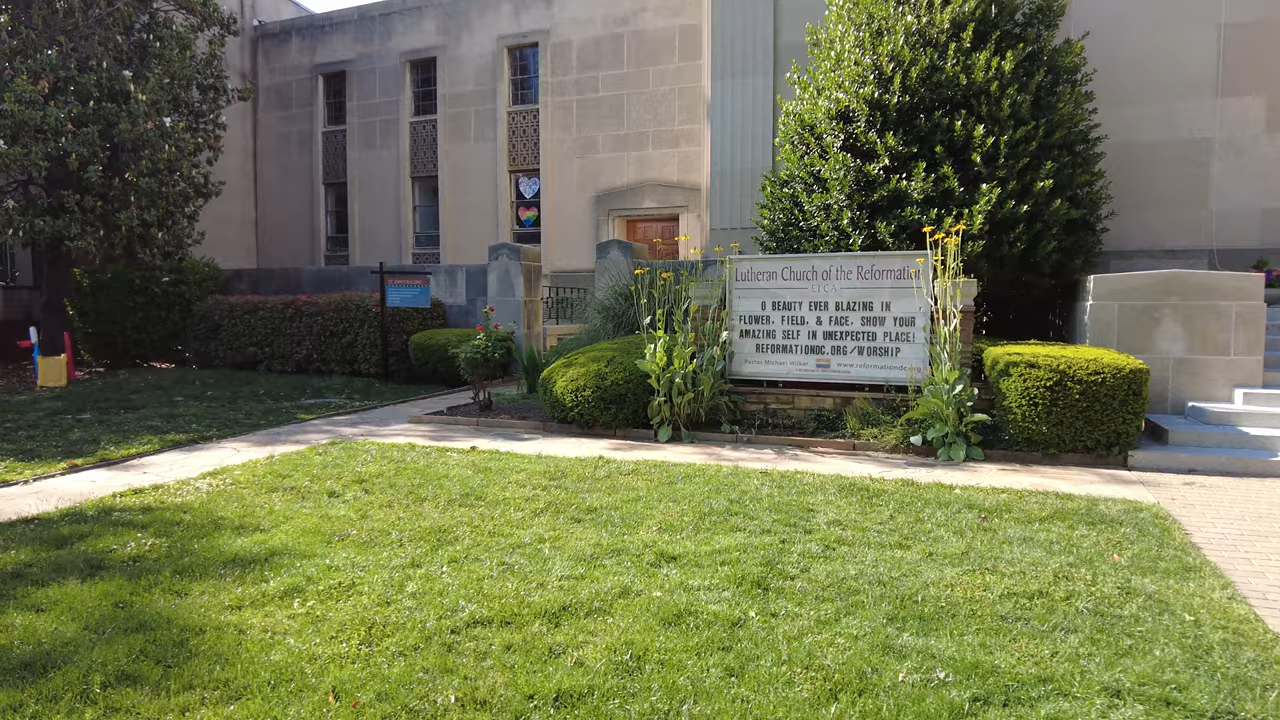 Lutheran Church of the Reformation
ELCA
O BEAUTY EVER BLAZING IN
FLOWER, FIELD, & FACE, SHOW YOUR
AMAZING SELF IN UNEXPECTED PLACE!
REFORMATIONDC.ORG/WORSHIP
Pastor Michael Wilker
www.reformationdc.org